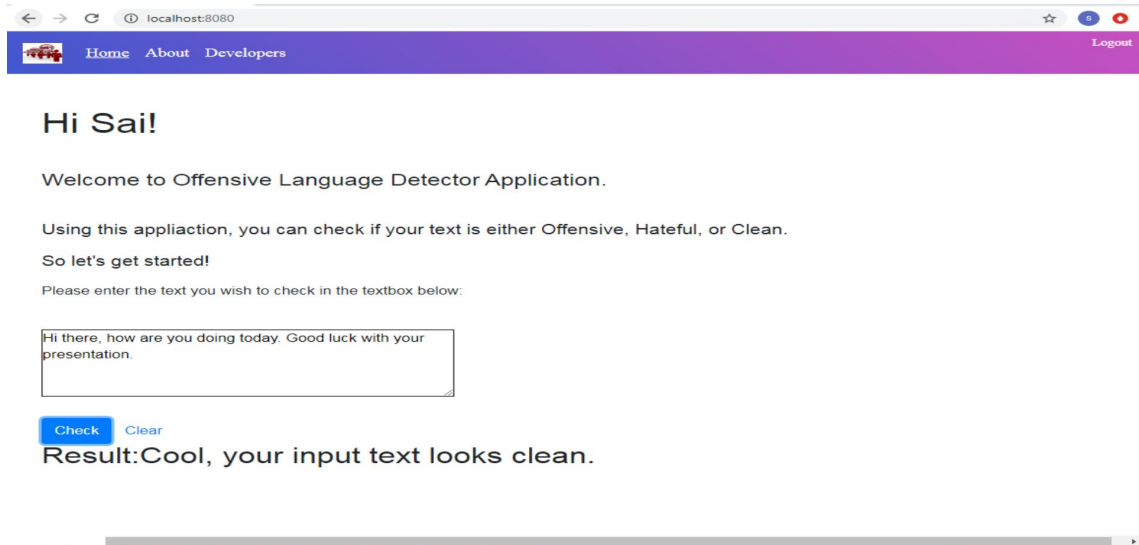 localhost:8080
S
Home About Developers
Logout
Hi Sai!
Welcome to Offensive Language Detector Application.
Using this appliaction, you can check if your text is either Offensive, Hateful, or Clean.
So let's get started!
Please enter the text you wish to check in the textbox below:
Hi there, how are you doing today. Good luck with your
presentation.
Check Clear
Result:Cool, your input text looks clean.